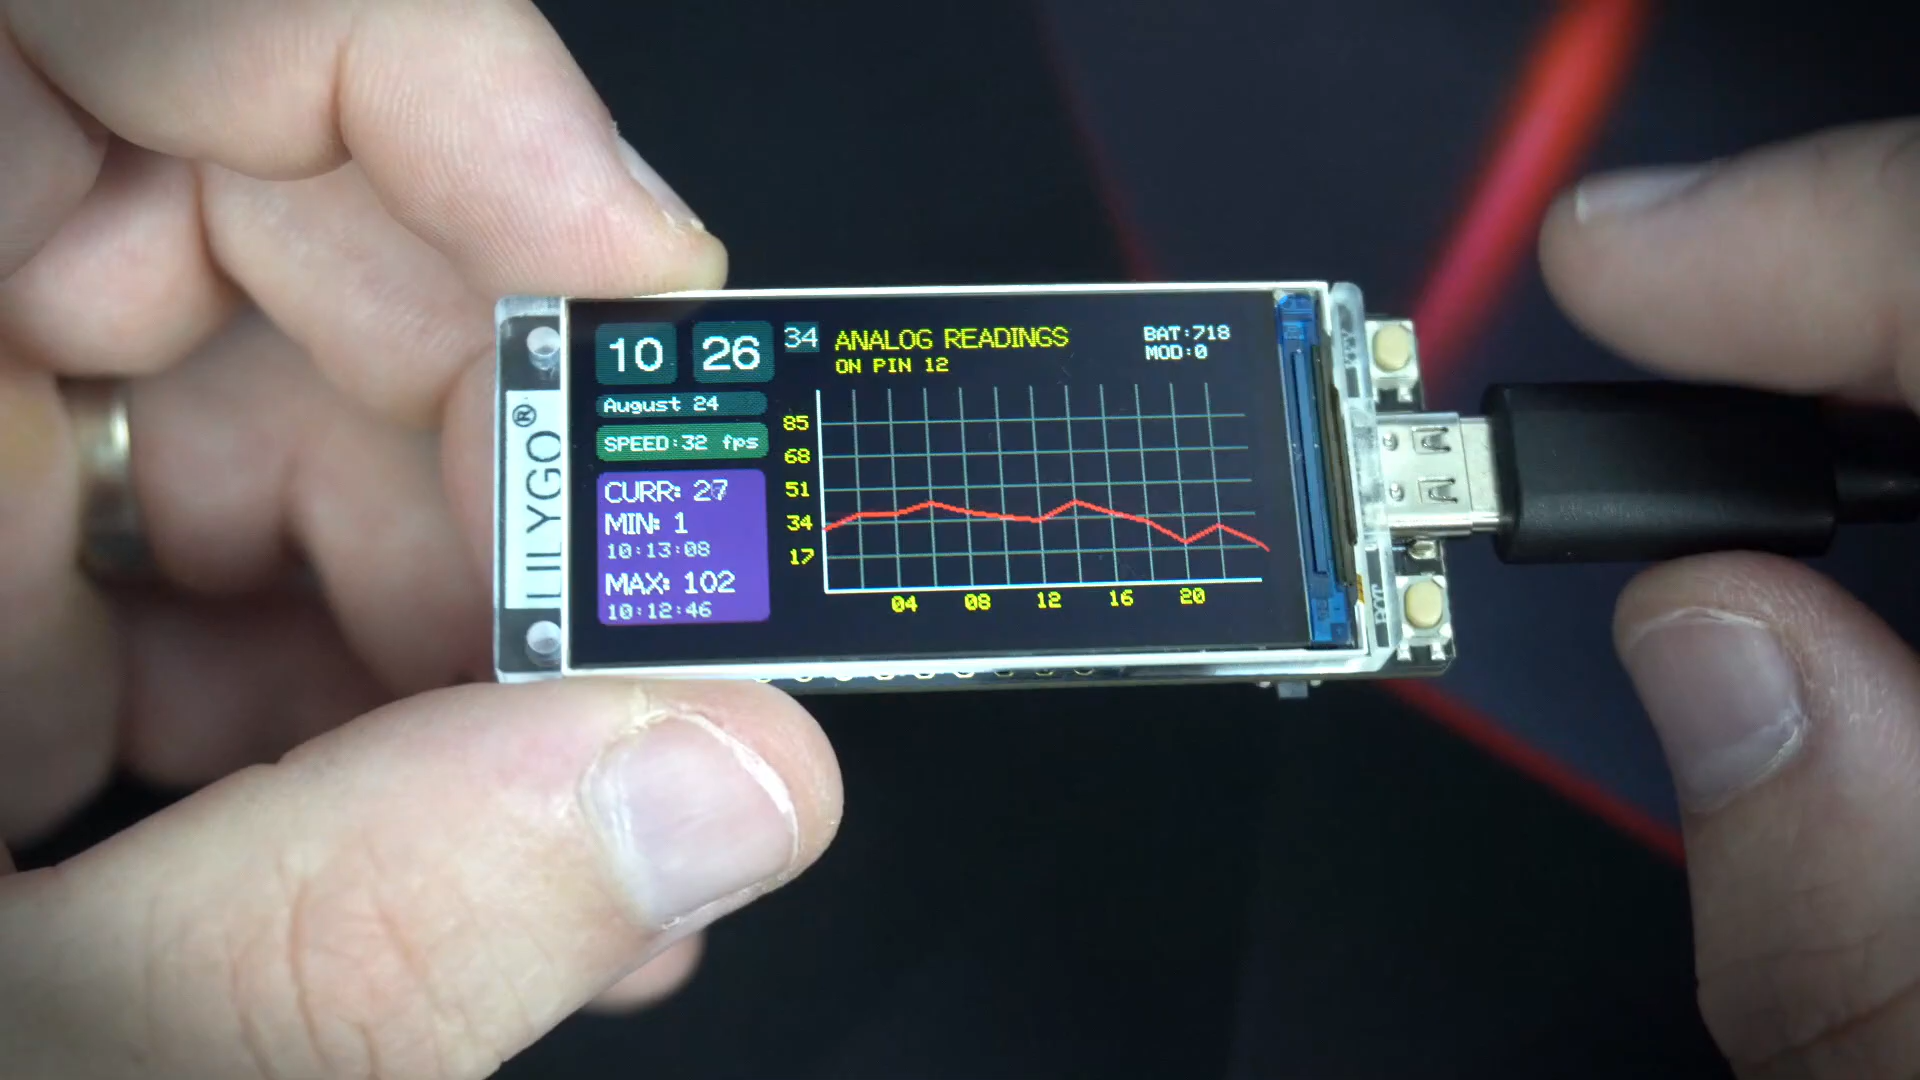 LILYGO®
10 26 34
August 24
SPEED:32 fps
CURR: 27
MIN: 1
10:13:08
MAX: 102
10:12:46
ANALOG READINGS
ON PIN 12
BAT:718
MOD:0
85
68
51
34
17
04 08 12 16 20
KEY